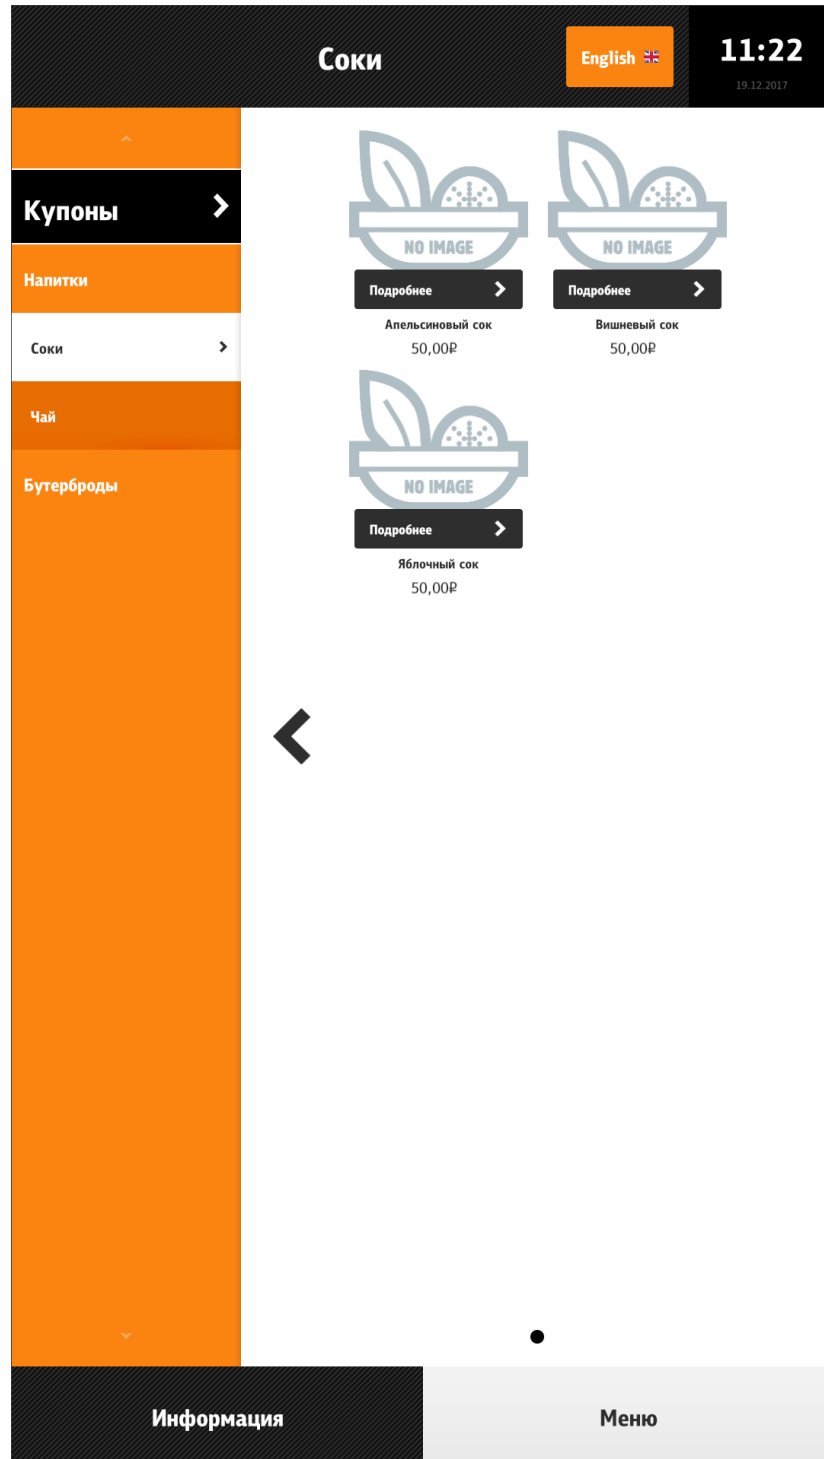 Соки
English
11:22
19.12.2017
Купоны
Напитки
Соки
Чай
Бутерброды
NO IMAGE
NO IMAGE
Подробнее
Подробнее
Апельсиновый сок
Вишневый сок
50,00₽
50,00₽
NO IMAGE
Подробнее
Яблочный сок
50,00₽
Информация
Меню